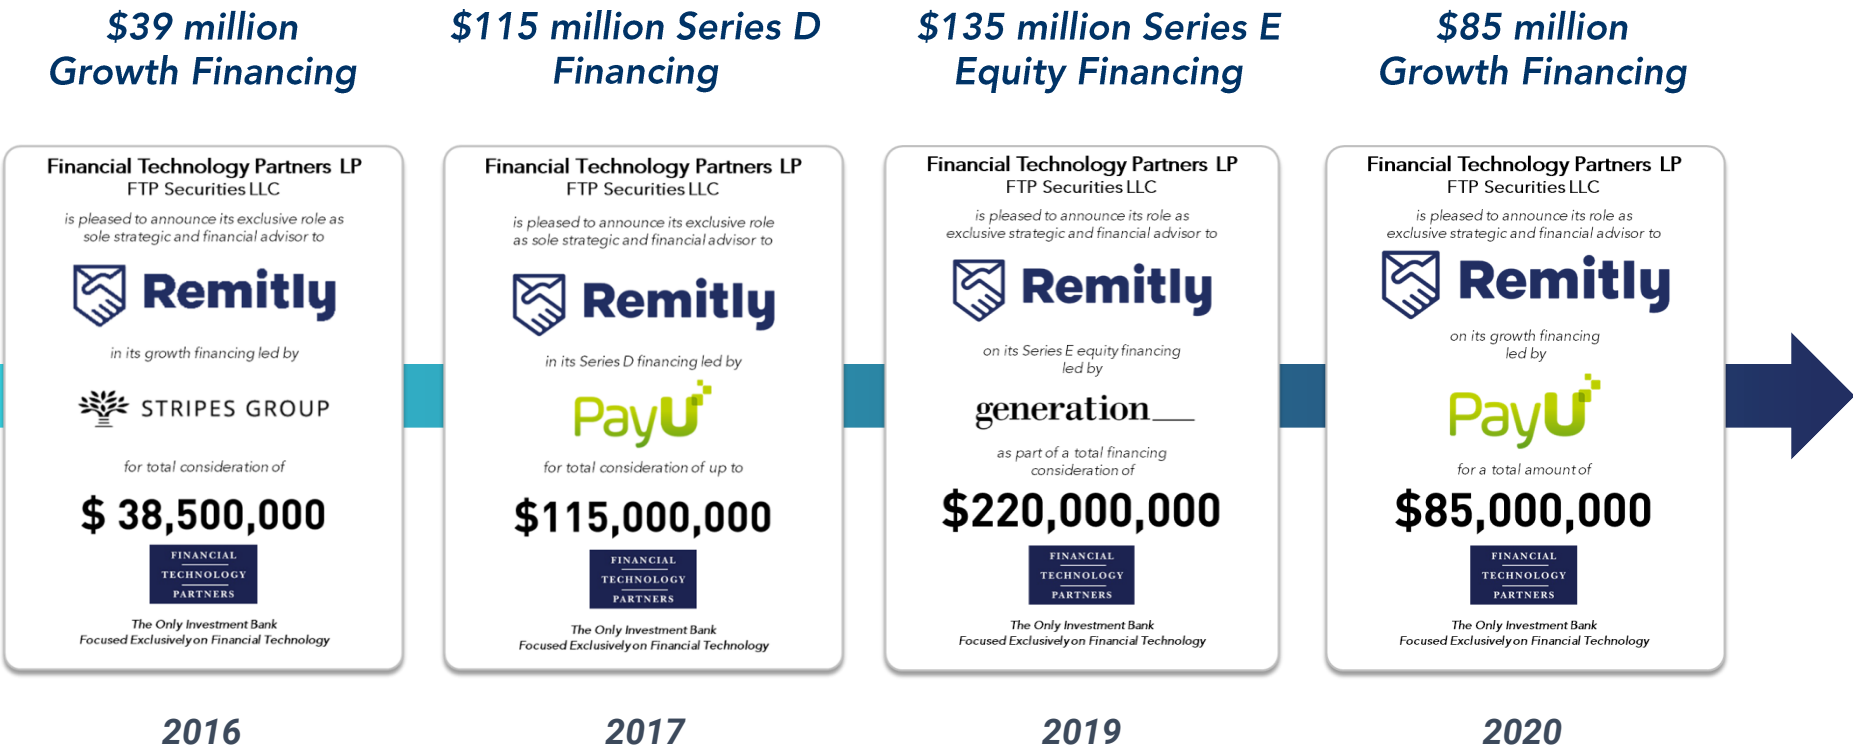 $39 million
Growth Financing
$115 million Series D
Financing
$135 million Series E
Equity Financing
$85 million
Growth Financing
Financial Technology Partners LP
FTP Securities LLC
is pleased to announce its exclusive role as
sole strategic and financial advisor to
Remitly
in its growth financing led by
STRIPES GROUP
for total consideration of
$ 38,500,000
FINANCIAL
TECHNOLOGY
PARTNERS
The Only Investment Bank
Focused Exclusively on Financial Technology
2016
Financial Technology Partners LP
FTP Securities LLC
is pleased to announce its exclusive role
as sole strategic and financial advisor to
Remitly
in its Series D financing led by
PayU
for total consideration of up to
$115,000,000
FINANCIAL
TECHNOLOGY
PARTNERS
The Only Investment Bank
Focused Exclusively on Financial Technology
2017
Financial Technology Partners LP
FTP Securities LLC
is pleased to announce its role as
exclusive strategic and financial advisor to
Remitly
on its Series E equity financing
led by
generation__
as part of a total financing
consideration of
$220,000,000
FINANCIAL
TECHNOLOGY
PARTNERS
The Only Investment Bank
Focused Exclusively on Financial Technology
2019
Financial Technology Partners LP
FTP Securities LLC
is pleased to announce its role as
exclusive strategic and financial advisor to
Remitly
on its growth financing
led by
PayU
for a total amount of
$85,000,000
FINANCIAL
TECHNOLOGY
PARTNERS
The Only Investment Bank
Focused Exclusively on Financial Technology
2020